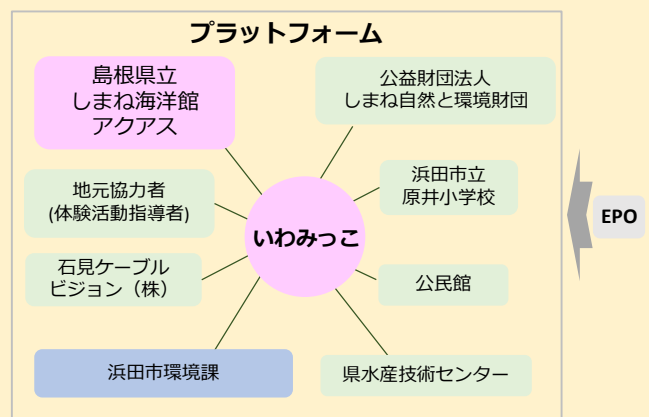 プラットフォーム
島根県立
しまね海洋館
アクアス
公益財団法人
しまね自然と環境財団
地元協力者
(体験活動指導者)
浜田市立
原井小学校
いわみっこ
EPO
石見ケーブル
ビジョン（株）
公民館
浜田市環境課
県水産技術センター